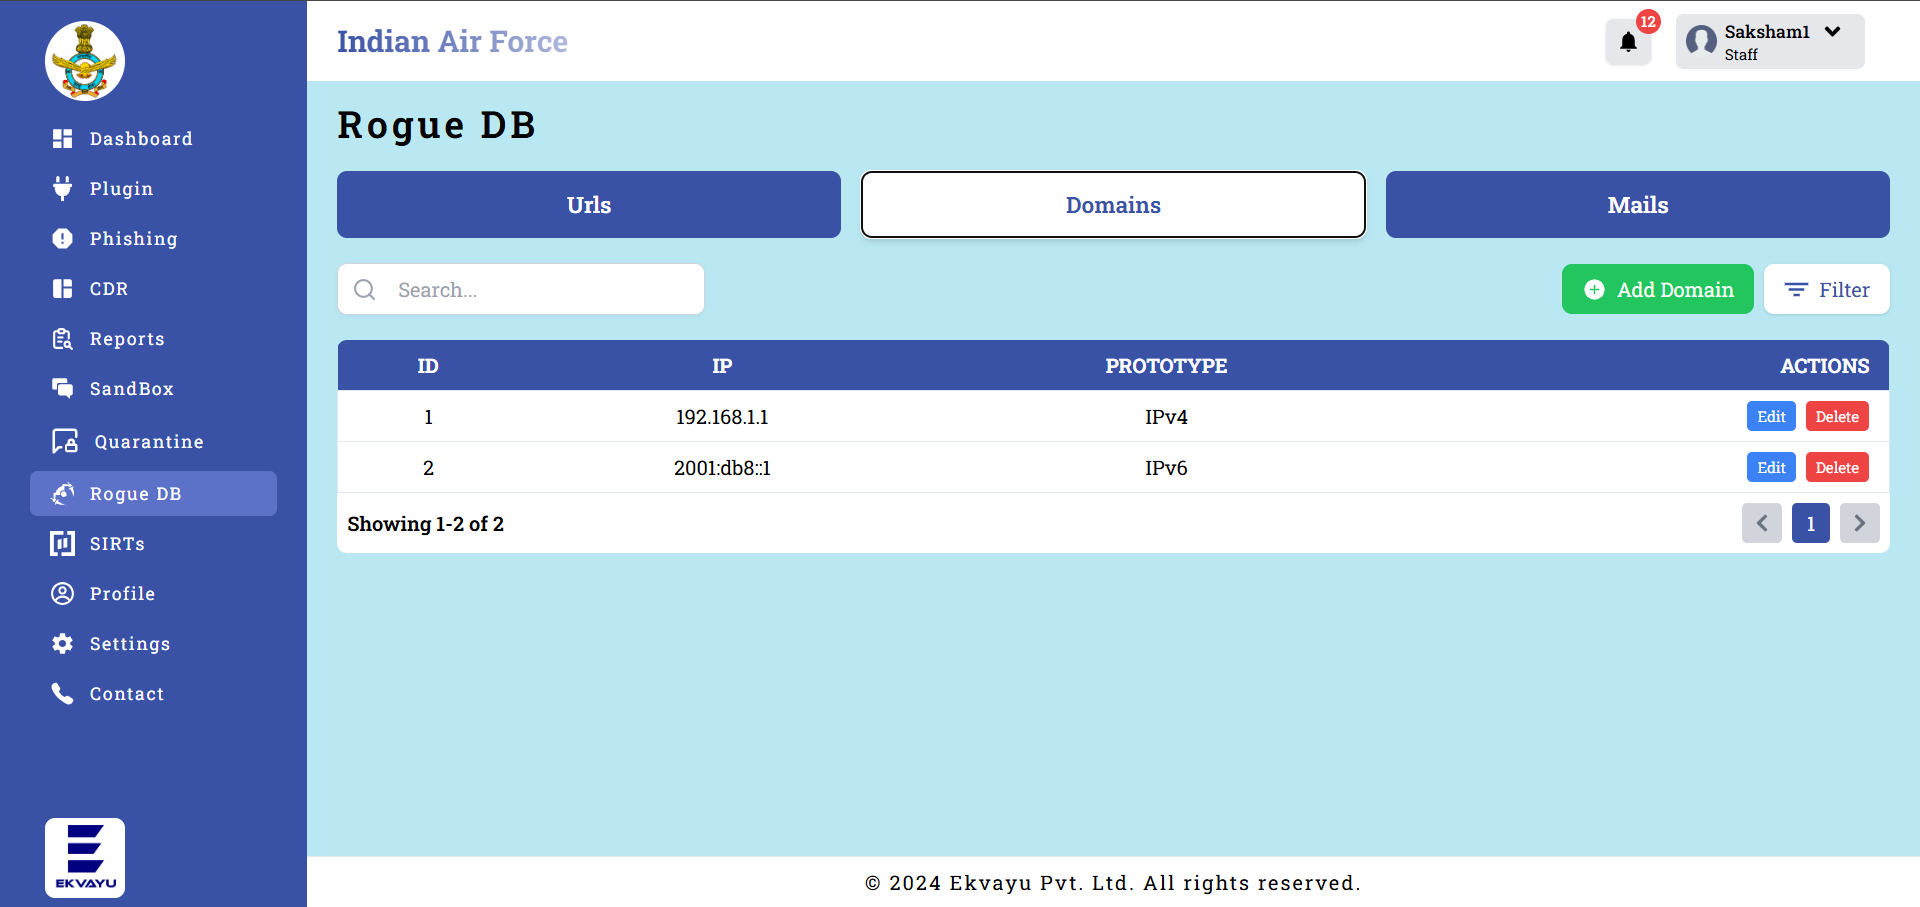 Indian Air Force
12
Saksham1
Staff
Dashboard
Plugin
Phishing
CDR
Reports
SandBox
Quarantine
Rogue DB
SIRTs
Profile
Settings
Contact
EKVAYU
Rogue DB
Urls
Domains
Mails
Search...
Add Domain
Filter
ID IP PROTOTYPE ACTIONS
1 192.168.1.1 IPv4 Edit Delete
2 2001:db8::1 IPv6 Edit Delete
Showing 1-2 of 2
1
© 2024 Ekvayu Pvt. Ltd. All rights reserved.